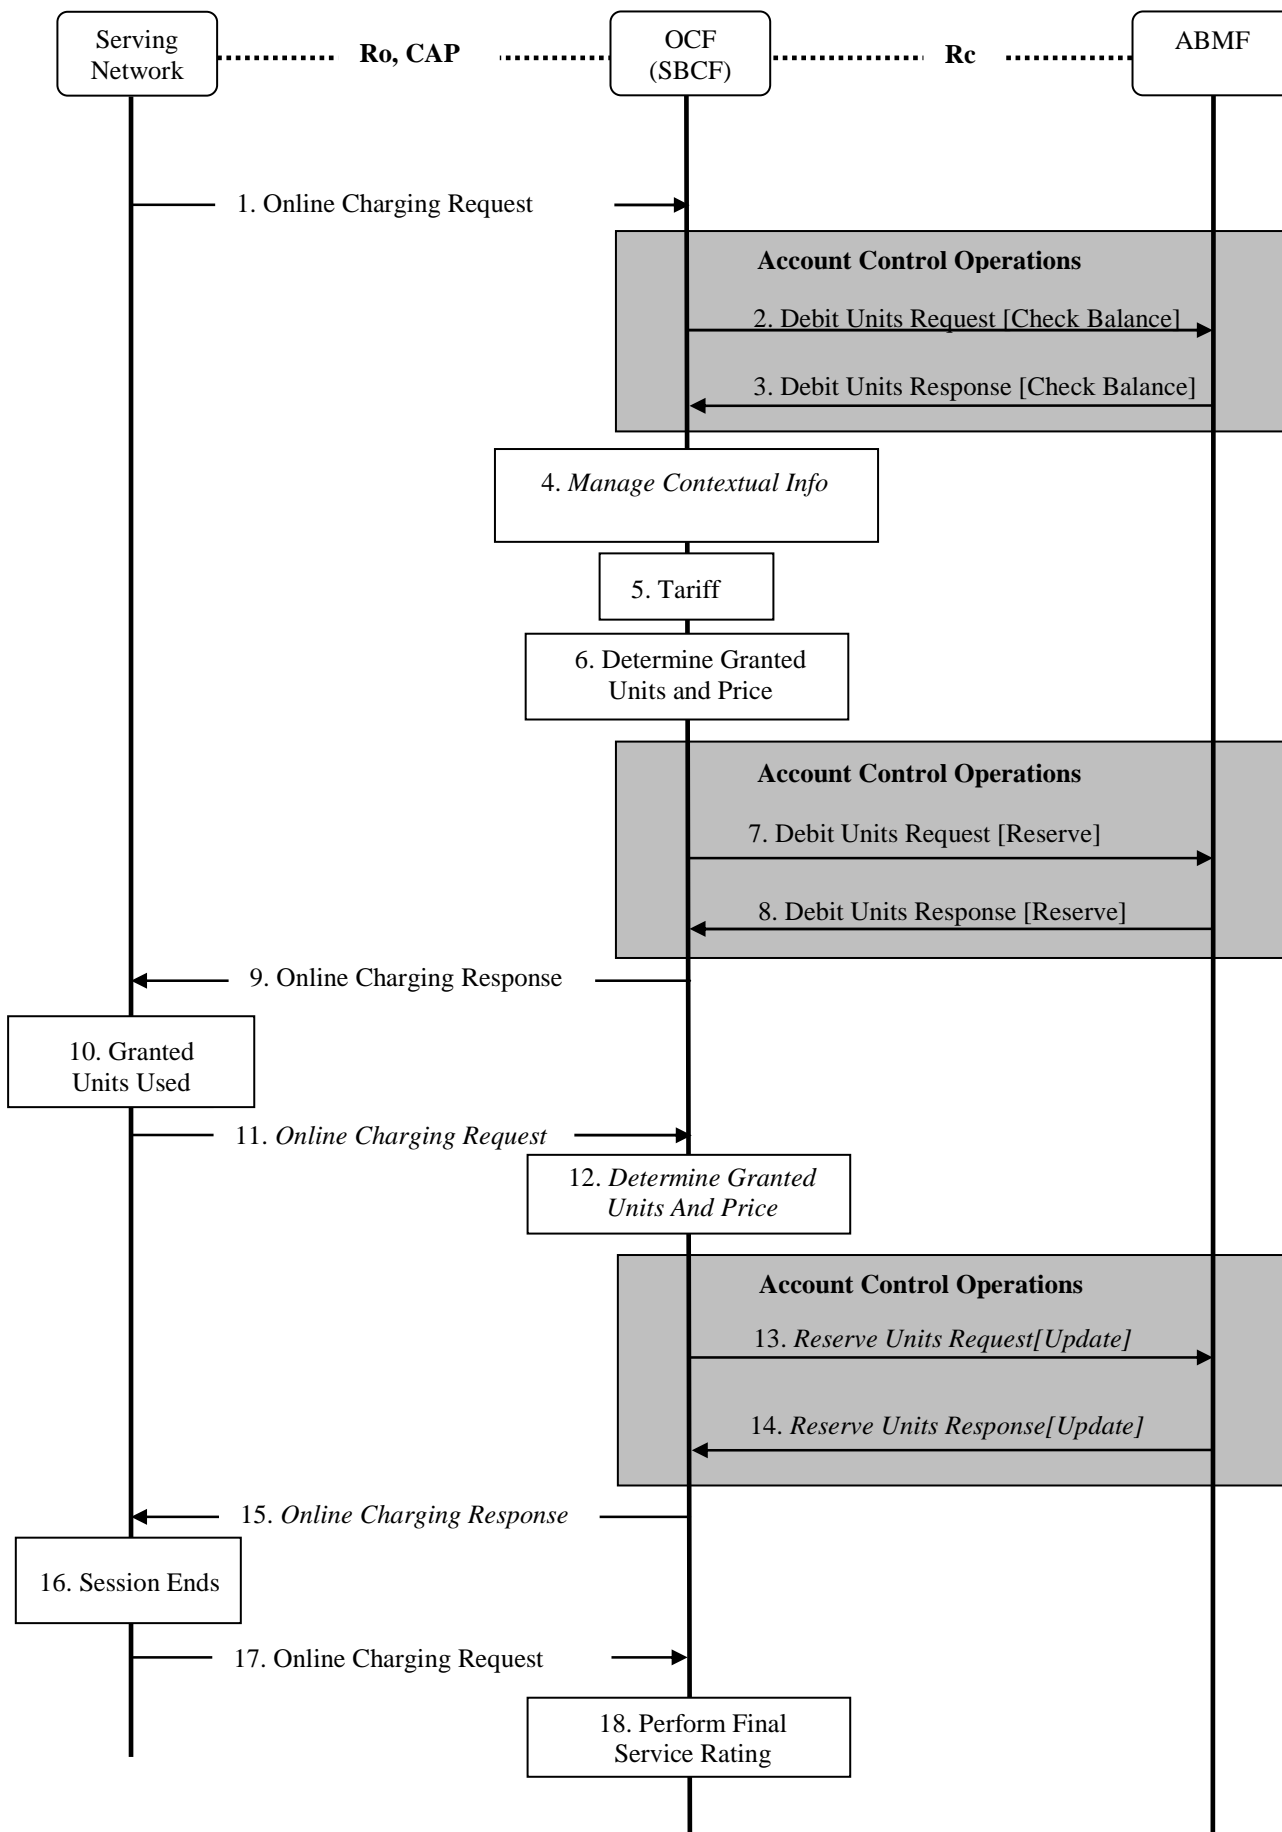 Serving
Network
Ro, CAP
OCF
(SBCF)
Rc
ABMF
1. Online Charging Request
Account Control Operations
2. Debit Units Request [Check Balance]
3. Debit Units Response [Check Balance]
4. Manage Contextual Info
5. Tariff
6. Determine Granted
Units and Price
Account Control Operations
7. Debit Units Request [Reserve]
8. Debit Units Response [Reserve]
9. Online Charging Response
10. Granted
Units Used
11. Online Charging Request
12. Determine Granted
Units And Price
Account Control Operations
13. Reserve Units Request[Update]
14. Reserve Units Response[Update]
15. Online Charging Response
16. Session Ends
17. Online Charging Request
18. Perform Final
Service Rating